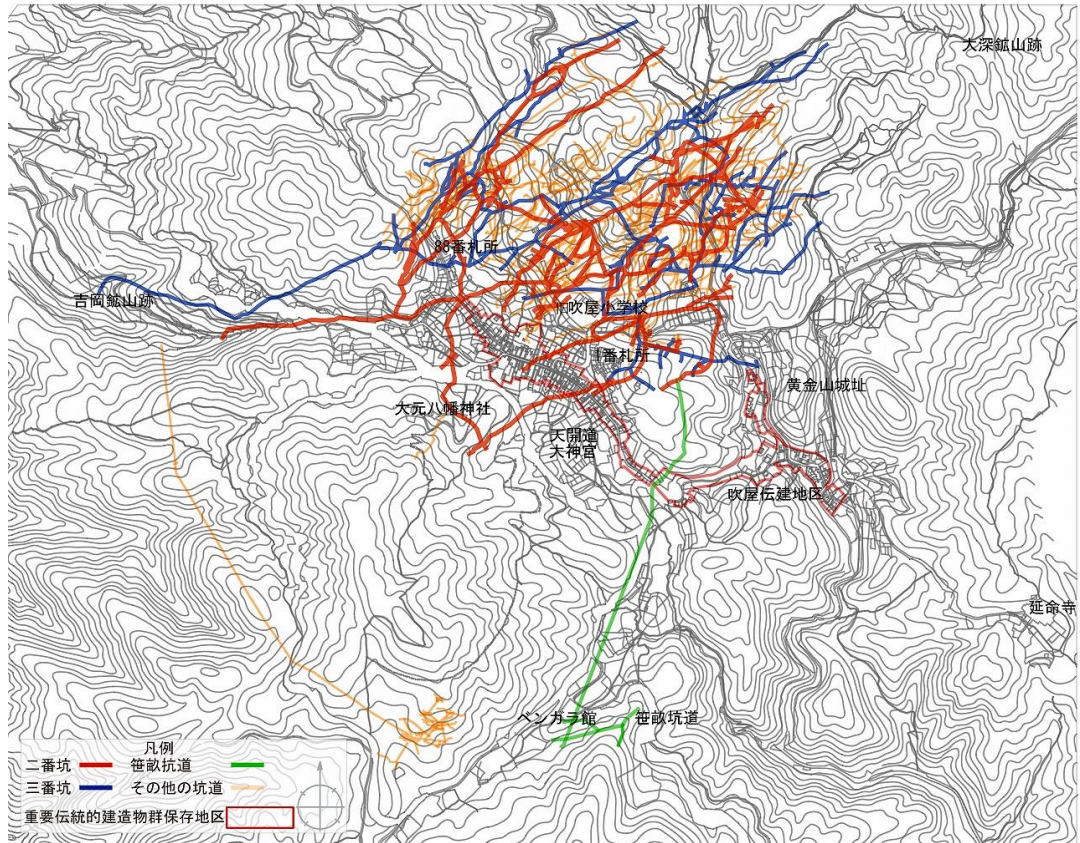 大深鉱山跡
88番札所
吉岡鉱山跡
吹屋小学校
1番札所
黄金山城址
大元八幡神社
天開道
大神宮
吹屋伝建地区
延命寺
ベンガラ館
笹畝坑道
凡例
二番坑
笹畝抗道
三番坑
その他の坑道
重要伝統的建造物群保存地区